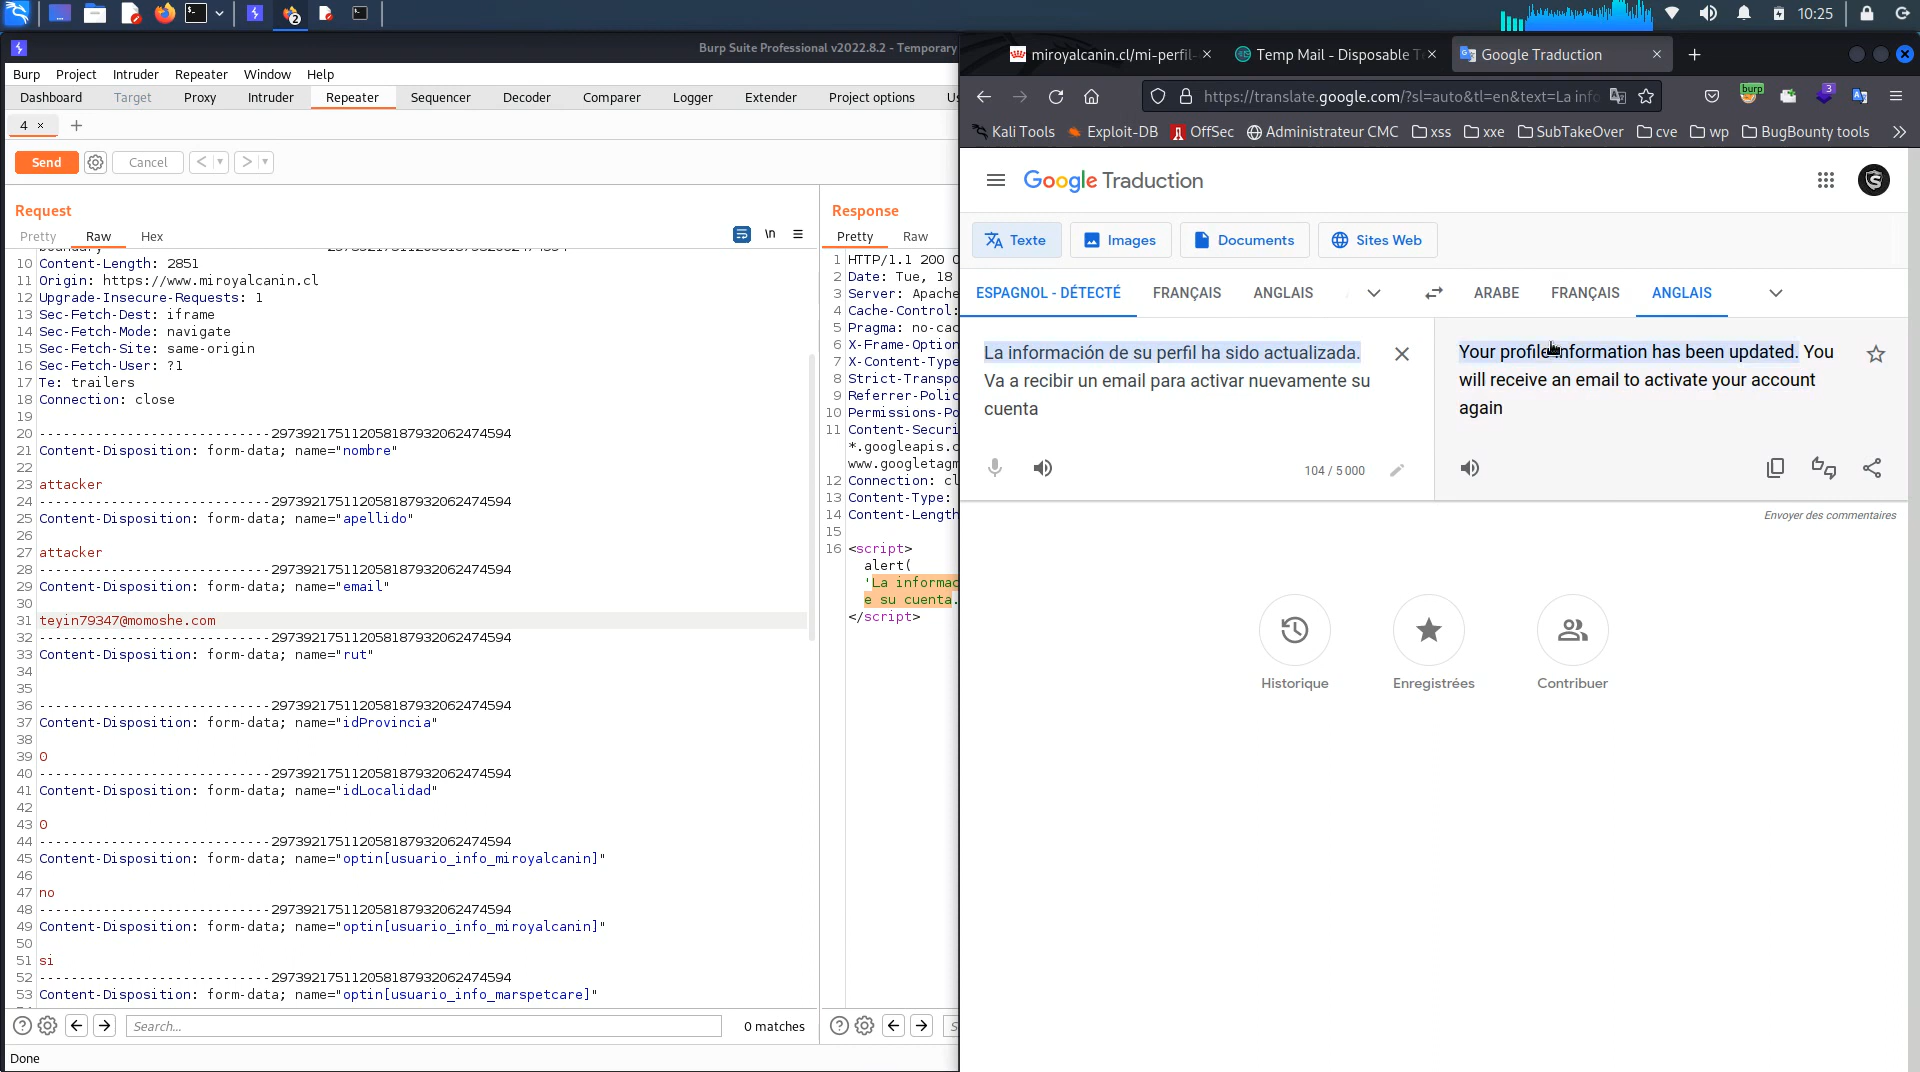 10:25
Burp Suite Professional v2022.8.2 - Temporary
Burp Project Intruder Repeater Window Help
Dashboard Target Proxy Intruder Repeater Sequencer Decoder Comparer Logger Extender Project options Us
4 × +
Send Cancel < >
Request
Pretty Raw Hex \n
10 Content-Length: 2851
11 Origin: https://www.miroyalcanin.cl
12 Upgrade-Insecure-Requests: 1
13 Sec-Fetch-Dest: iframe
14 Sec-Fetch-Mode: navigate
15 Sec-Fetch-Site: same-origin
16 Sec-Fetch-User: ?1
17 Te: trailers
18 Connection: close
19
20 -----------------------------297392175112058187932062474594
21 Content-Disposition: form-data; name="nombre"
22
23 attacker
24 -----------------------------297392175112058187932062474594
25 Content-Disposition: form-data; name="apellido"
26
27 attacker
28 -----------------------------297392175112058187932062474594
29 Content-Disposition: form-data; name="email"
30
31 teyin79347@momoshe.com
32 -----------------------------297392175112058187932062474594
33 Content-Disposition: form-data; name="rut"
34
35
36 -----------------------------297392175112058187932062474594
37 Content-Disposition: form-data; name="idProvincia"
38
39 0
40 -----------------------------297392175112058187932062474594
41 Content-Disposition: form-data; name="idLocalidad"
42
43 0
44 -----------------------------297392175112058187932062474594
45 Content-Disposition: form-data; name="optin[usuario_info_miroyalcanin]"
46
47 no
48 -----------------------------297392175112058187932062474594
49 Content-Disposition: form-data; name="optin[usuario_info_miroyalcanin]"
50
51 si
52 -----------------------------297392175112058187932062474594
53 Content-Disposition: form-data; name="optin[usuario_info_marspetcare]"
Search... 0 matches
Done
Response
Pretty Raw
1 HTTP/1.1 200 O
2 Date: Tue, 18
3 Server: Apache
4 Cache-Control:
5 Pragma: no-cac
6 X-Frame-Option
7 X-Content-Type
8 Strict-Transpo
9 Referrer-Polic
10 Permissions-Po
11 Content-Securi
*.googleapis.c
www.googletagm
12 Connection: cl
13 Content-Type:
14 Content-Length
15
16 <script>
alert(
'La informac
e su cuenta.
</script>
miroyalcanin.cl/mi-perfil- × Temp Mail - Disposable Te × Google Traduction × +
https://translate.google.com/?sl=auto&tl=en&text=La info
burp
3
Kali Tools Exploit-DB OffSec Administrateur CMC xss xxe SubTakeOver cve wp BugBounty tools
Google Traduction
Texte Images Documents Sites Web
ESPAGNOL - DÉTECTÉ FRANÇAIS ANGLAIS ARABE FRANÇAIS ANGLAIS
La información de su perfil ha sido actualizada.
Va a recibir un email para activar nuevamente su
cuenta
104 / 5 000
Your profile information has been updated. You
will receive an email to activate your account
again
Envoyer des commentaires
Historique Enregistrées Contribuer